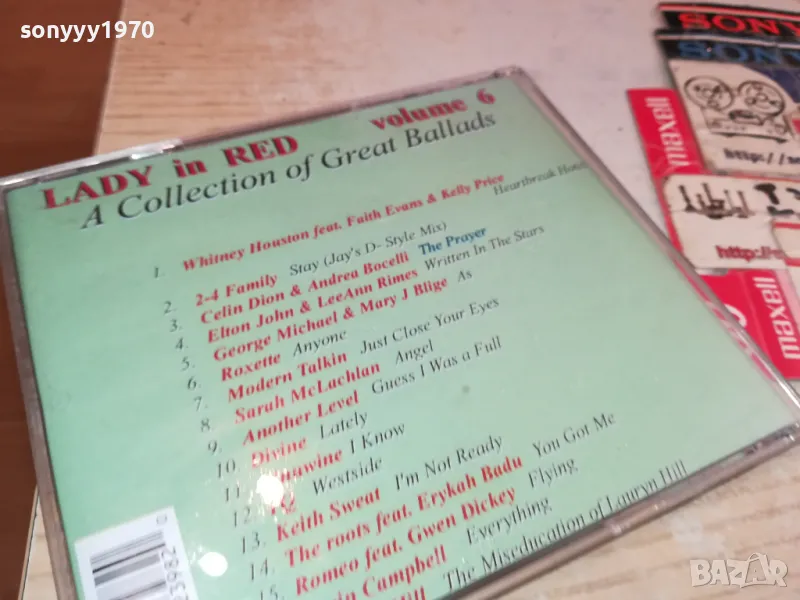 sonyyy1970
LADY in RED volume 6
A Collection of Great Ballads
1. Whitney Houston feat. Faith Evans & Kelly Price Heartbreak Hotel
2. 2-4 Family Stay (Jay's D- Style Mix)
3. Celin Dion & Andrea Bocelli The Prayer
4. Elton John & LeeAnn Rimes Written In The Stars
5. George Michael & Mary J Blige As
6. Roxette Anyone
7. Modern Talkin Just Close Your Eyes
8. Sarah McLachlan Angel
9. Another Level Guess I Was a Full
10. Divine Lately
11. I Know
12. Westside
13. Keith Sweat I'm Not Ready
14. The roots feat. Erykah Badu You Got Me
15. Romeo feat. Gwen Dickey Flying
Campbell Everything
The Miseducation of Lauryn Hill
SONY
SONY
maxell
http://
http://
maxell
BAZAR
.bg